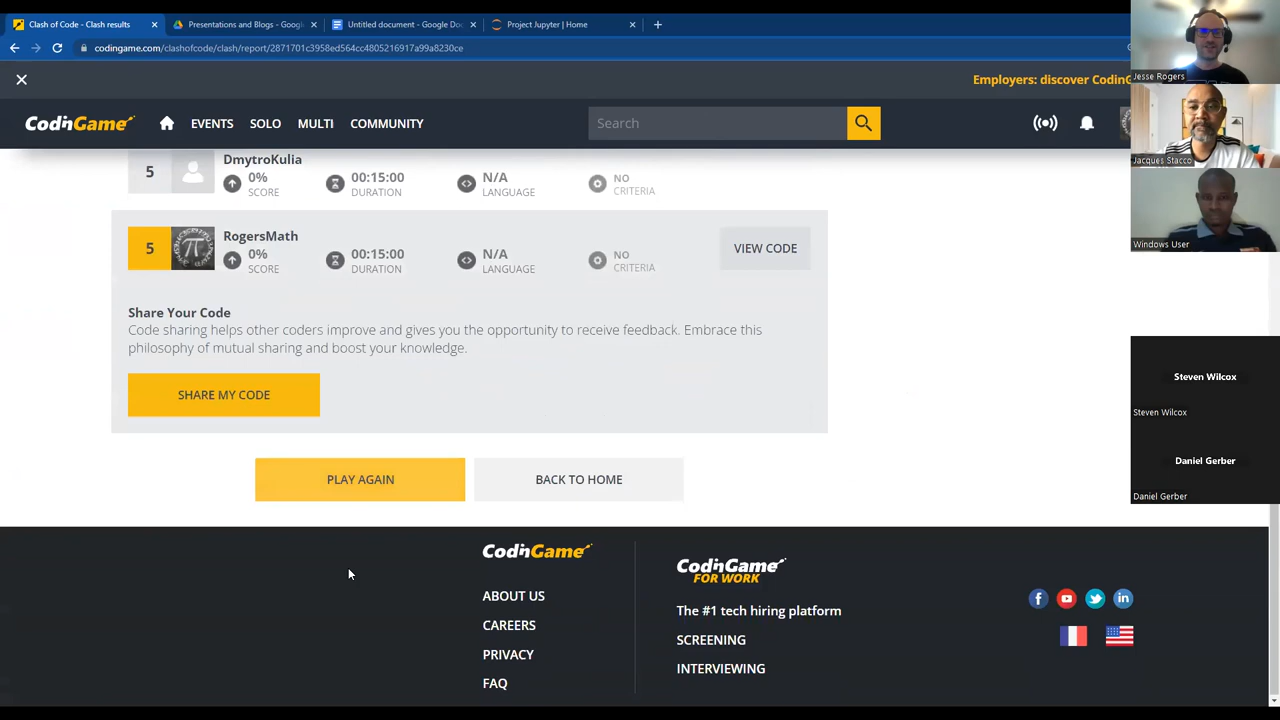 Clash of Code - Clash results
Presentations and Blogs - Googl
Untitled document - Google Doc
Project Jupyter | Home
codingame.com/clashofcode/clash/report/2871701c3958ed564cc4805216917a99a8230ce
Employers: discover CodinG
CodinGame
EVENTS
SOLO
MULTI
COMMUNITY
Search
5
DmytroKulia
0%
SCORE
00:15:00
DURATION
N/A
LANGUAGE
NO
CRITERIA
5
RogersMath
0%
SCORE
00:15:00
DURATION
N/A
LANGUAGE
NO
CRITERIA
VIEW CODE
Share Your Code
Code sharing helps other coders improve and gives you the opportunity to receive feedback. Embrace this
philosophy of mutual sharing and boost your knowledge.
SHARE MY CODE
PLAY AGAIN
BACK TO HOME
CodinGame
ABOUT US
CAREERS
PRIVACY
FAQ
CodinGame
FOR WORK
The #1 tech hiring platform
SCREENING
INTERVIEWING
Jesse Rogers
Jacques Stacco
Windows User
Steven Wilcox
Steven Wilcox
Daniel Gerber
Daniel Gerber